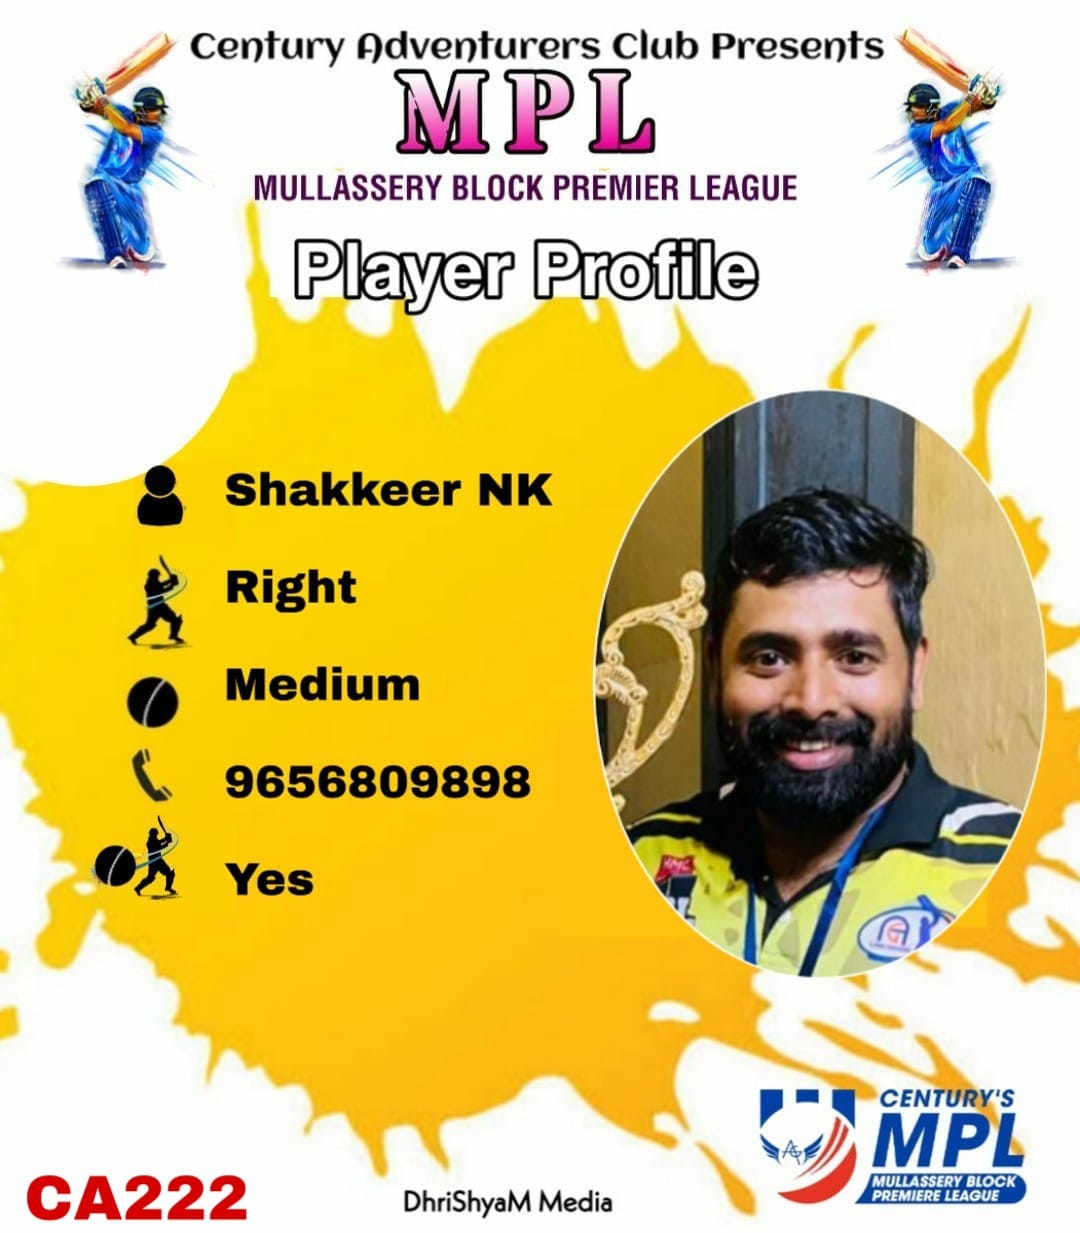 Century Adventurers Club Presents
MPL
MULLASSERY BLOCK PREMIER LEAGUE
Player Profile
Shakkeer NK
Right
Medium
9656809898
Yes
HMC
CENTURY'S
MPL
MULLASSERY BLOCK
PREMIERE LEAGUE
CA222
DhriShyaM Media